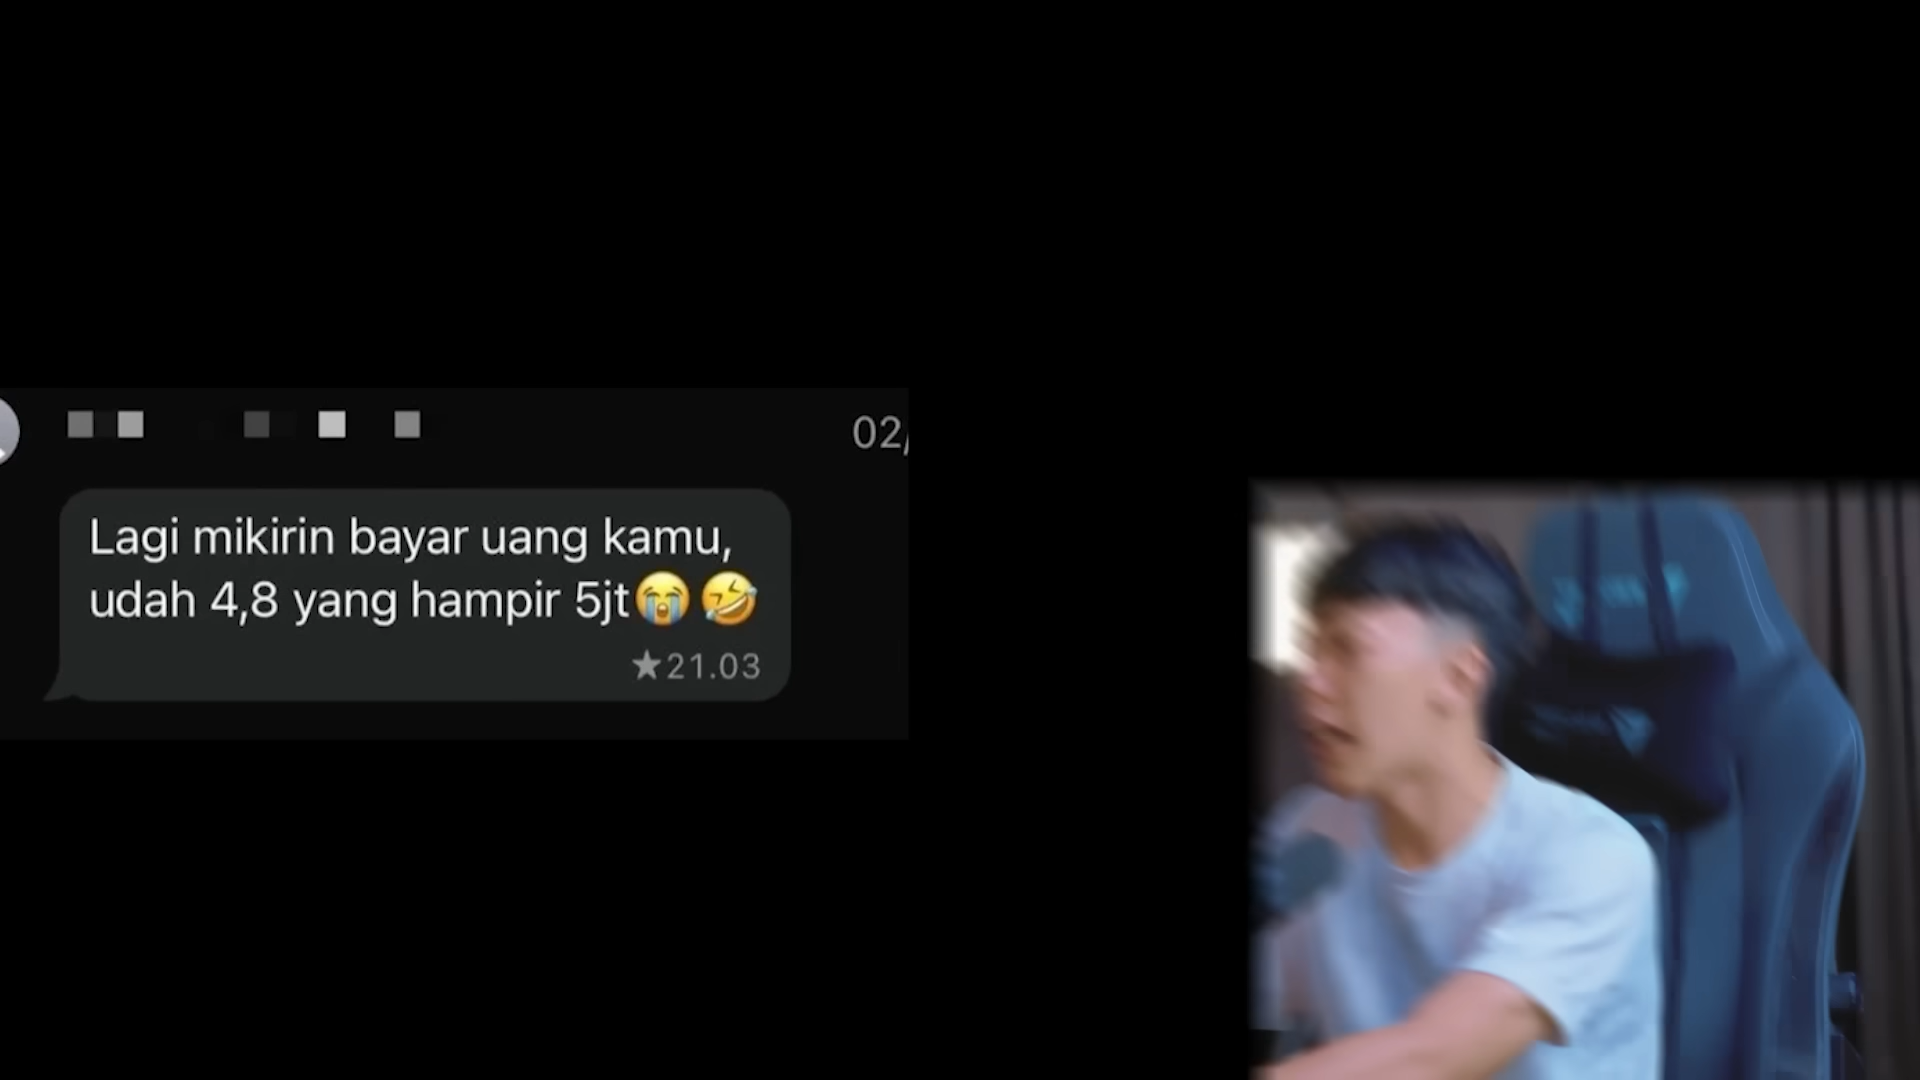 02/
Lagi mikirin bayar uang kamu,
udah 4,8 yang hampir 5jt😭🤣
★21.03